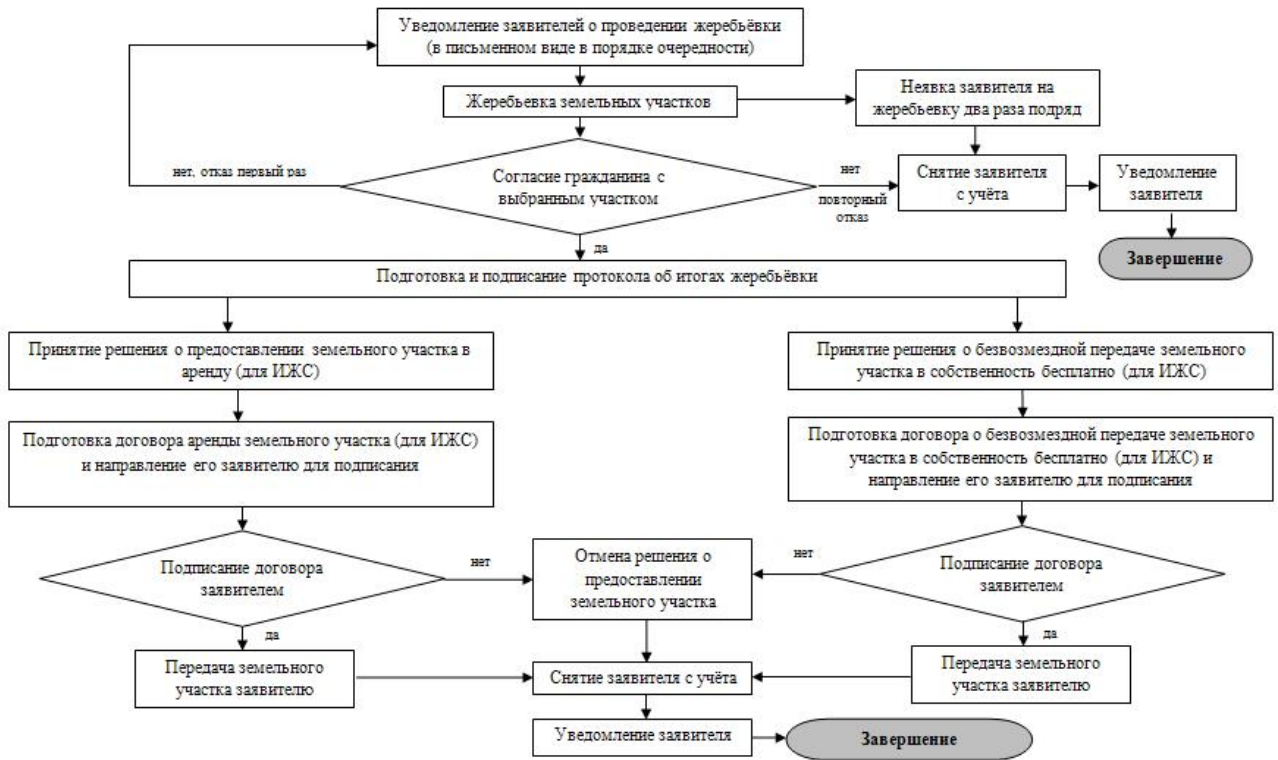 Уведомление заявителей о проведении жеребьёвки
(в письменном виде в порядке очередности)
Жеребьевка земельных участков
Неявка заявителя на
жеребьевку два раза подряд
нет, отказ первый раз
Согласие гражданина с
выбранным участком
нет
повторный
отказ
Снятие заявителя
с учёта
Уведомление
заявителя
Завершение
да
Подготовка и подписание протокола об итогах жеребьёвки
Принятие решения о предоставлении земельного участка в
аренду (для ИЖС)
Принятие решения о безвозмездной передаче земельного
участка в собственность бесплатно (для ИЖС)
Подготовка договора аренды земельного участка (для ИЖС)
и направление его заявителю для подписания
Подготовка договора о безвозмездной передаче земельного
участка в собственность бесплатно (для ИЖС) и
направление его заявителю для подписания
Подписание договора
заявителем
нет
Отмена решения о
предоставлении
земельного участка
нет
Подписание договора
заявителем
да
да
Передача земельного
участка заявителю
Снятие заявителя с учёта
Передача земельного
участка заявителю
Уведомление заявителя
Завершение